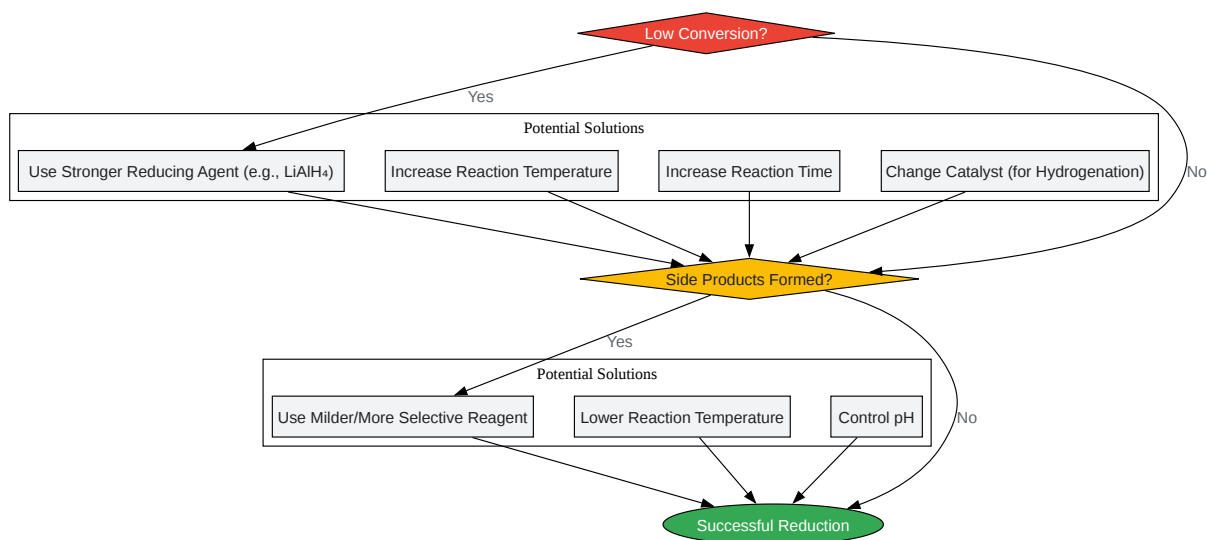 Low Conversion?
Yes
Potential Solutions
Use Stronger Reducing Agent (e.g., LiAlH₄)
Increase Reaction Temperature
Increase Reaction Time
Change Catalyst (for Hydrogenation)
No
Side Products Formed?
Yes
Potential Solutions
Use Milder/More Selective Reagent
Lower Reaction Temperature
Control pH
No
Successful Reduction